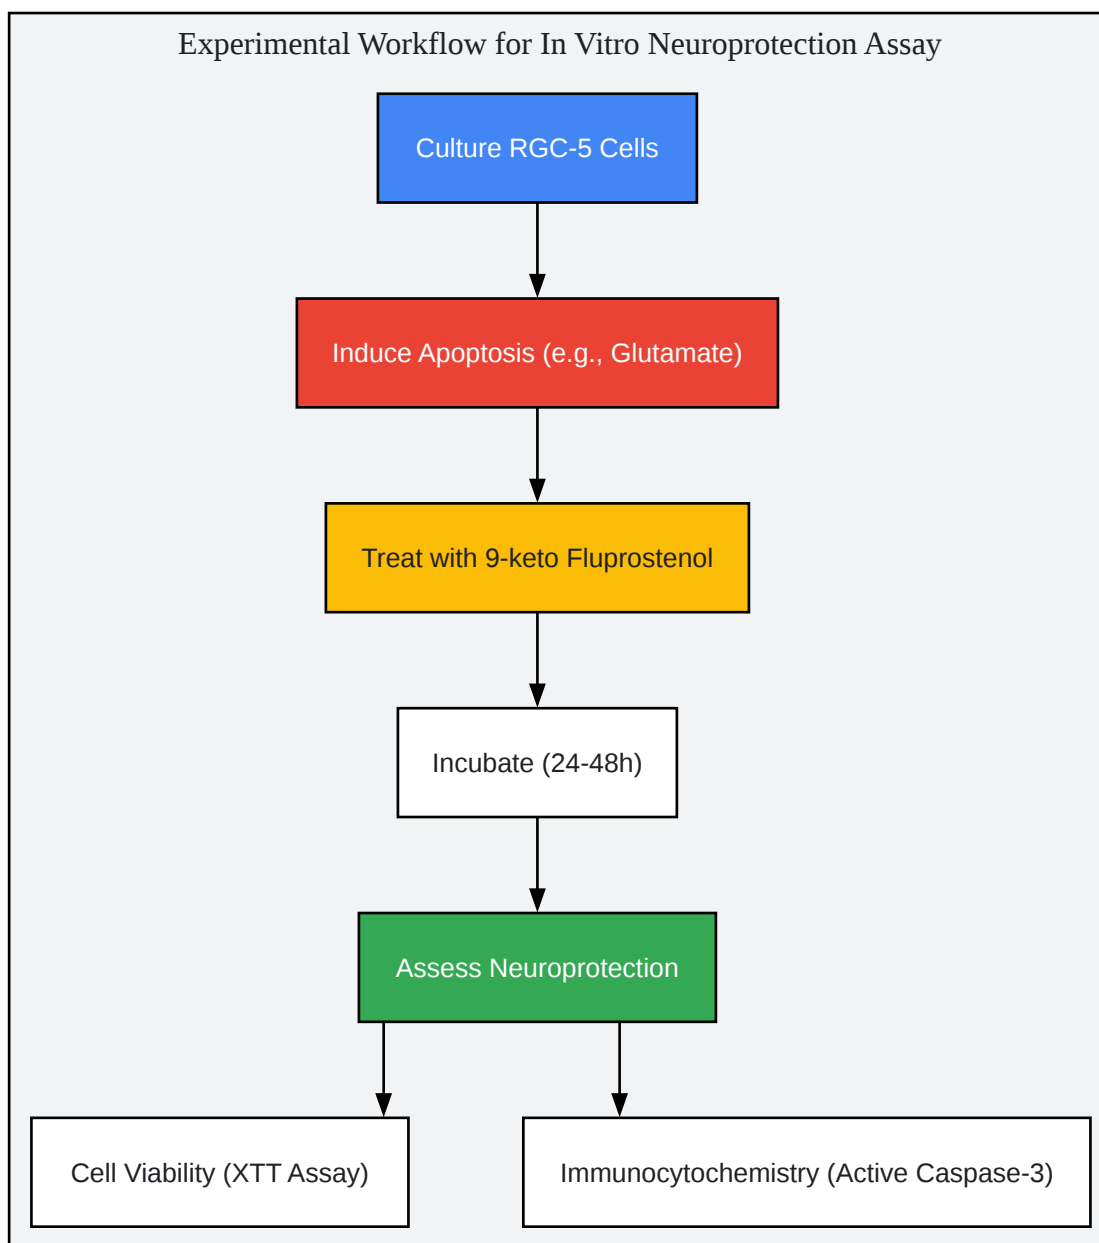 Experimental Workflow for In Vitro Neuroprotection Assay
Culture RGC-5 Cells
Induce Apoptosis (e.g., Glutamate)
Treat with 9-keto Fluprostenol
Incubate (24-48h)
Assess Neuroprotection
Cell Viability (XTT Assay)
Immunocytochemistry (Active Caspase-3)